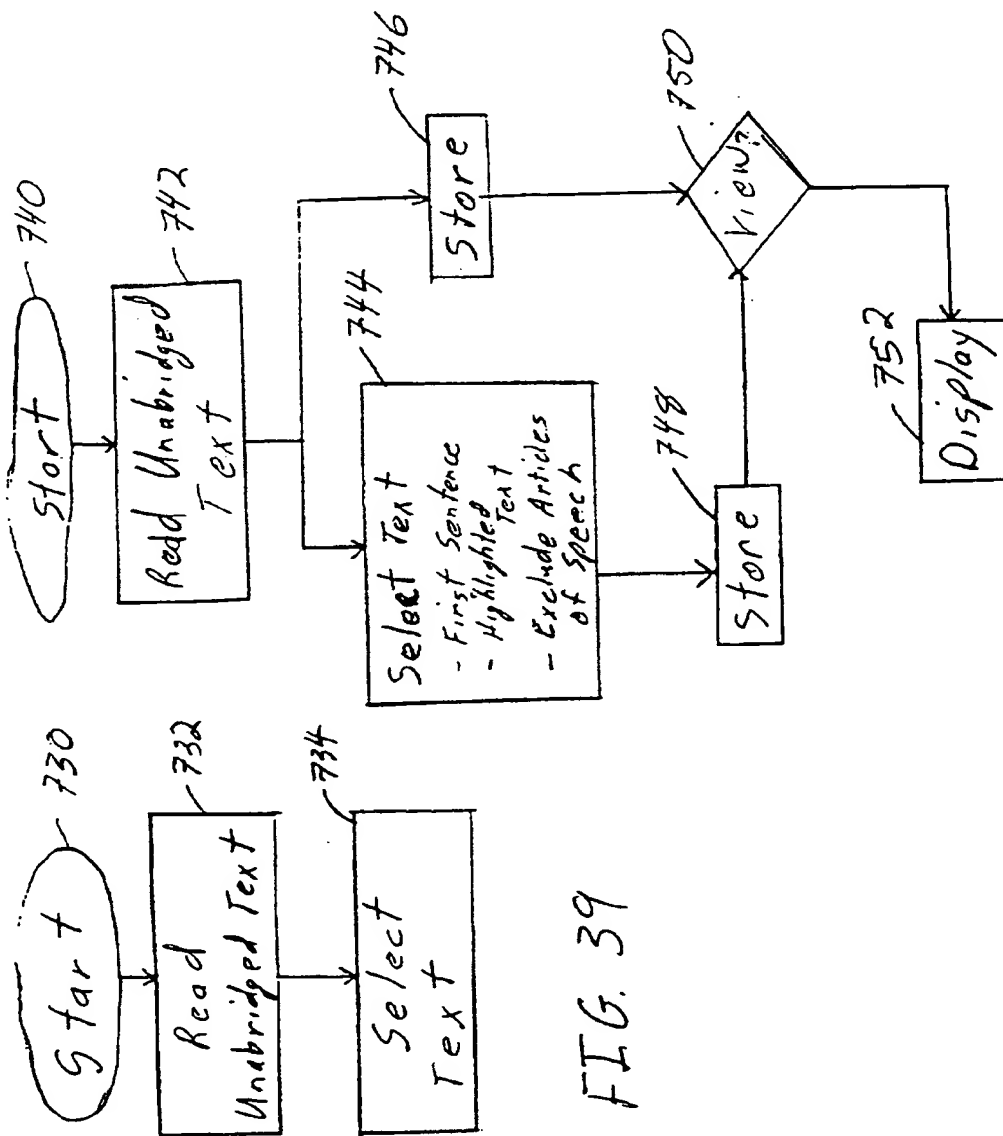 Start
730
Read
Unabridged Text
732
Select
Text
734
FIG. 39
Start
740
Read Unabridged
Text
742
Select Text
- First Sentence
- Highlighted
Text
- Exclude Articles
of Speech
744
Store
746
Store
748
View?
750
Display
752